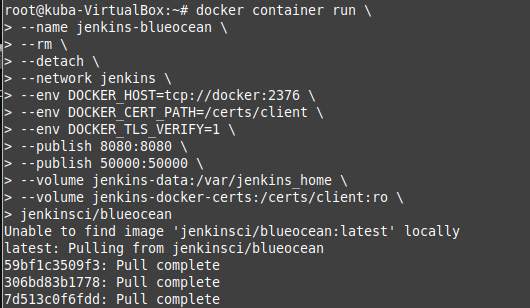 root@kuba-VirtualBox:~# docker container run \
> --name jenkins-blueocean \
> --rm \
> --detach \
> --network jenkins \
> --env DOCKER_HOST=tcp://docker:2376 \
> --env DOCKER_CERT_PATH=/certs/client \
> --env DOCKER_TLS_VERIFY=1 \
> --publish 8080:8080 \
> --publish 50000:50000 \
> --volume jenkins-data:/var/jenkins_home \
> --volume jenkins-docker-certs:/certs/client:ro \
> jenkinsci/blueocean
Unable to find image 'jenkinsci/blueocean:latest' locally
latest: Pulling from jenkinsci/blueocean
59bf1c3509f3: Pull complete
306bd83b1778: Pull complete
7d513c0f6fdd: Pull complete